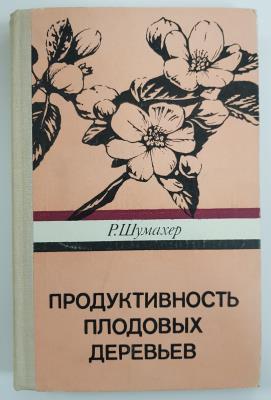 Р. Шумахер
ПРОДУКТИВНОСТЬ
ПЛОДОВЫХ
ДЕРЕВЬЕВ